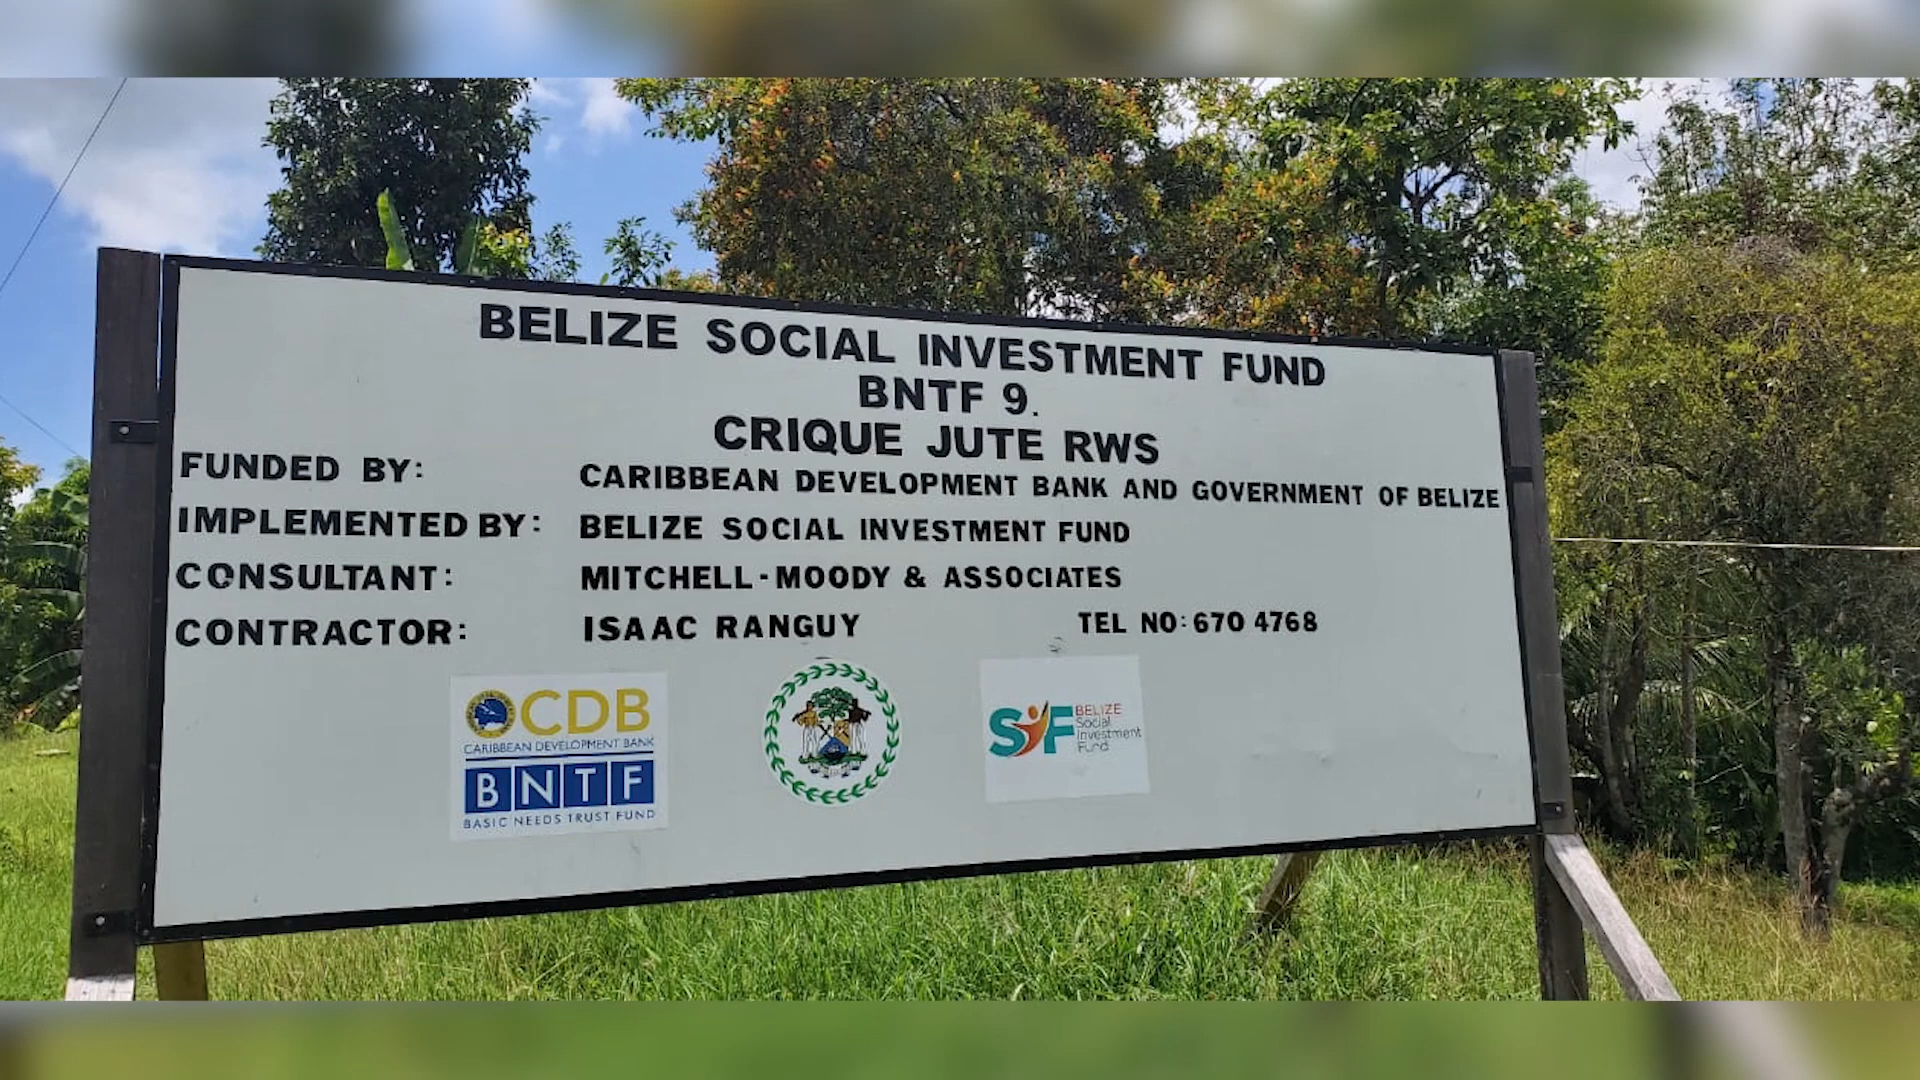 BELIZE SOCIAL INVESTMENT FUND
BNTF 9.
CRIQUE JUTE RWS
FUNDED BY: CARIBBEAN DEVELOPMENT BANK AND GOVERNMENT OF BELIZE
IMPLEMENTED BY: BELIZE SOCIAL INVESTMENT FUND
CONSULTANT: MITCHELL-MOODY & ASSOCIATES
CONTRACTOR: ISAAC RANGUY TEL NO: 670 4768
CDB
CARIBBEAN DEVELOPMENT BANK
BNTF
BASIC NEEDS TRUST FUND
SIF
BELIZE
Social
Investment
Fund